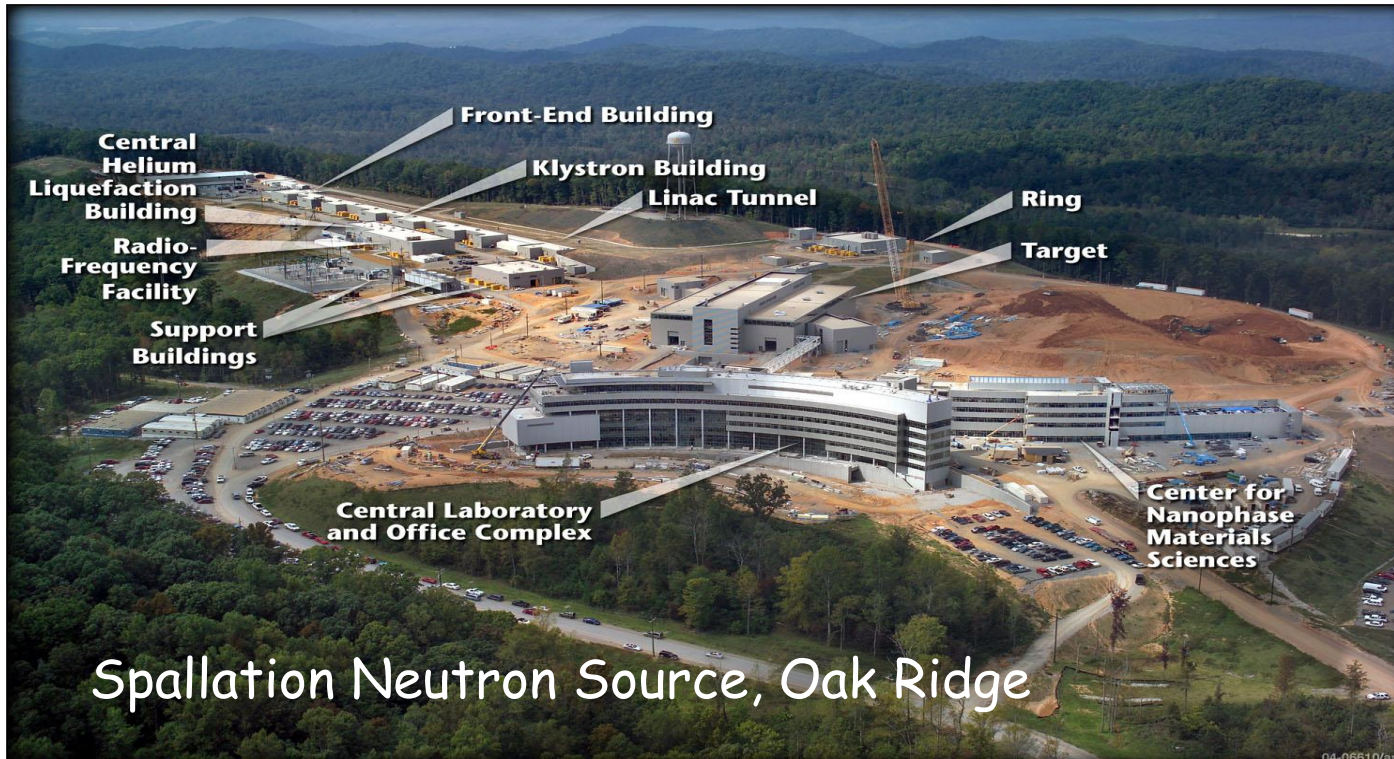 Front-End Building
Central
Helium
Liquefaction
Building
Klystron Building
Linac Tunnel
Ring
Radio-
Frequency
Facility
Target
Support
Buildings
Central Laboratory
and Office Complex
Center for
Nanophase
Materials
Sciences
Spallation Neutron Source, Oak Ridge